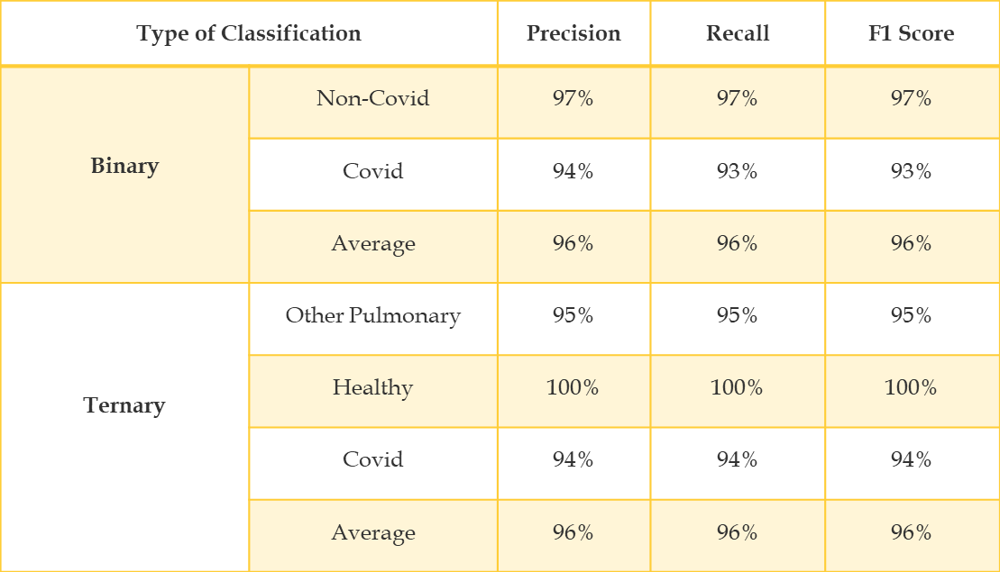 Type of Classification Precision Recall F1 Score
Non-Covid 97% 97% 97%
Binary Covid 94% 93% 93%
Average 96% 96% 96%
Other Pulmonary 95% 95% 95%
Healthy 100% 100% 100%
Ternary
Covid 94% 94% 94%
Average 96% 96% 96%